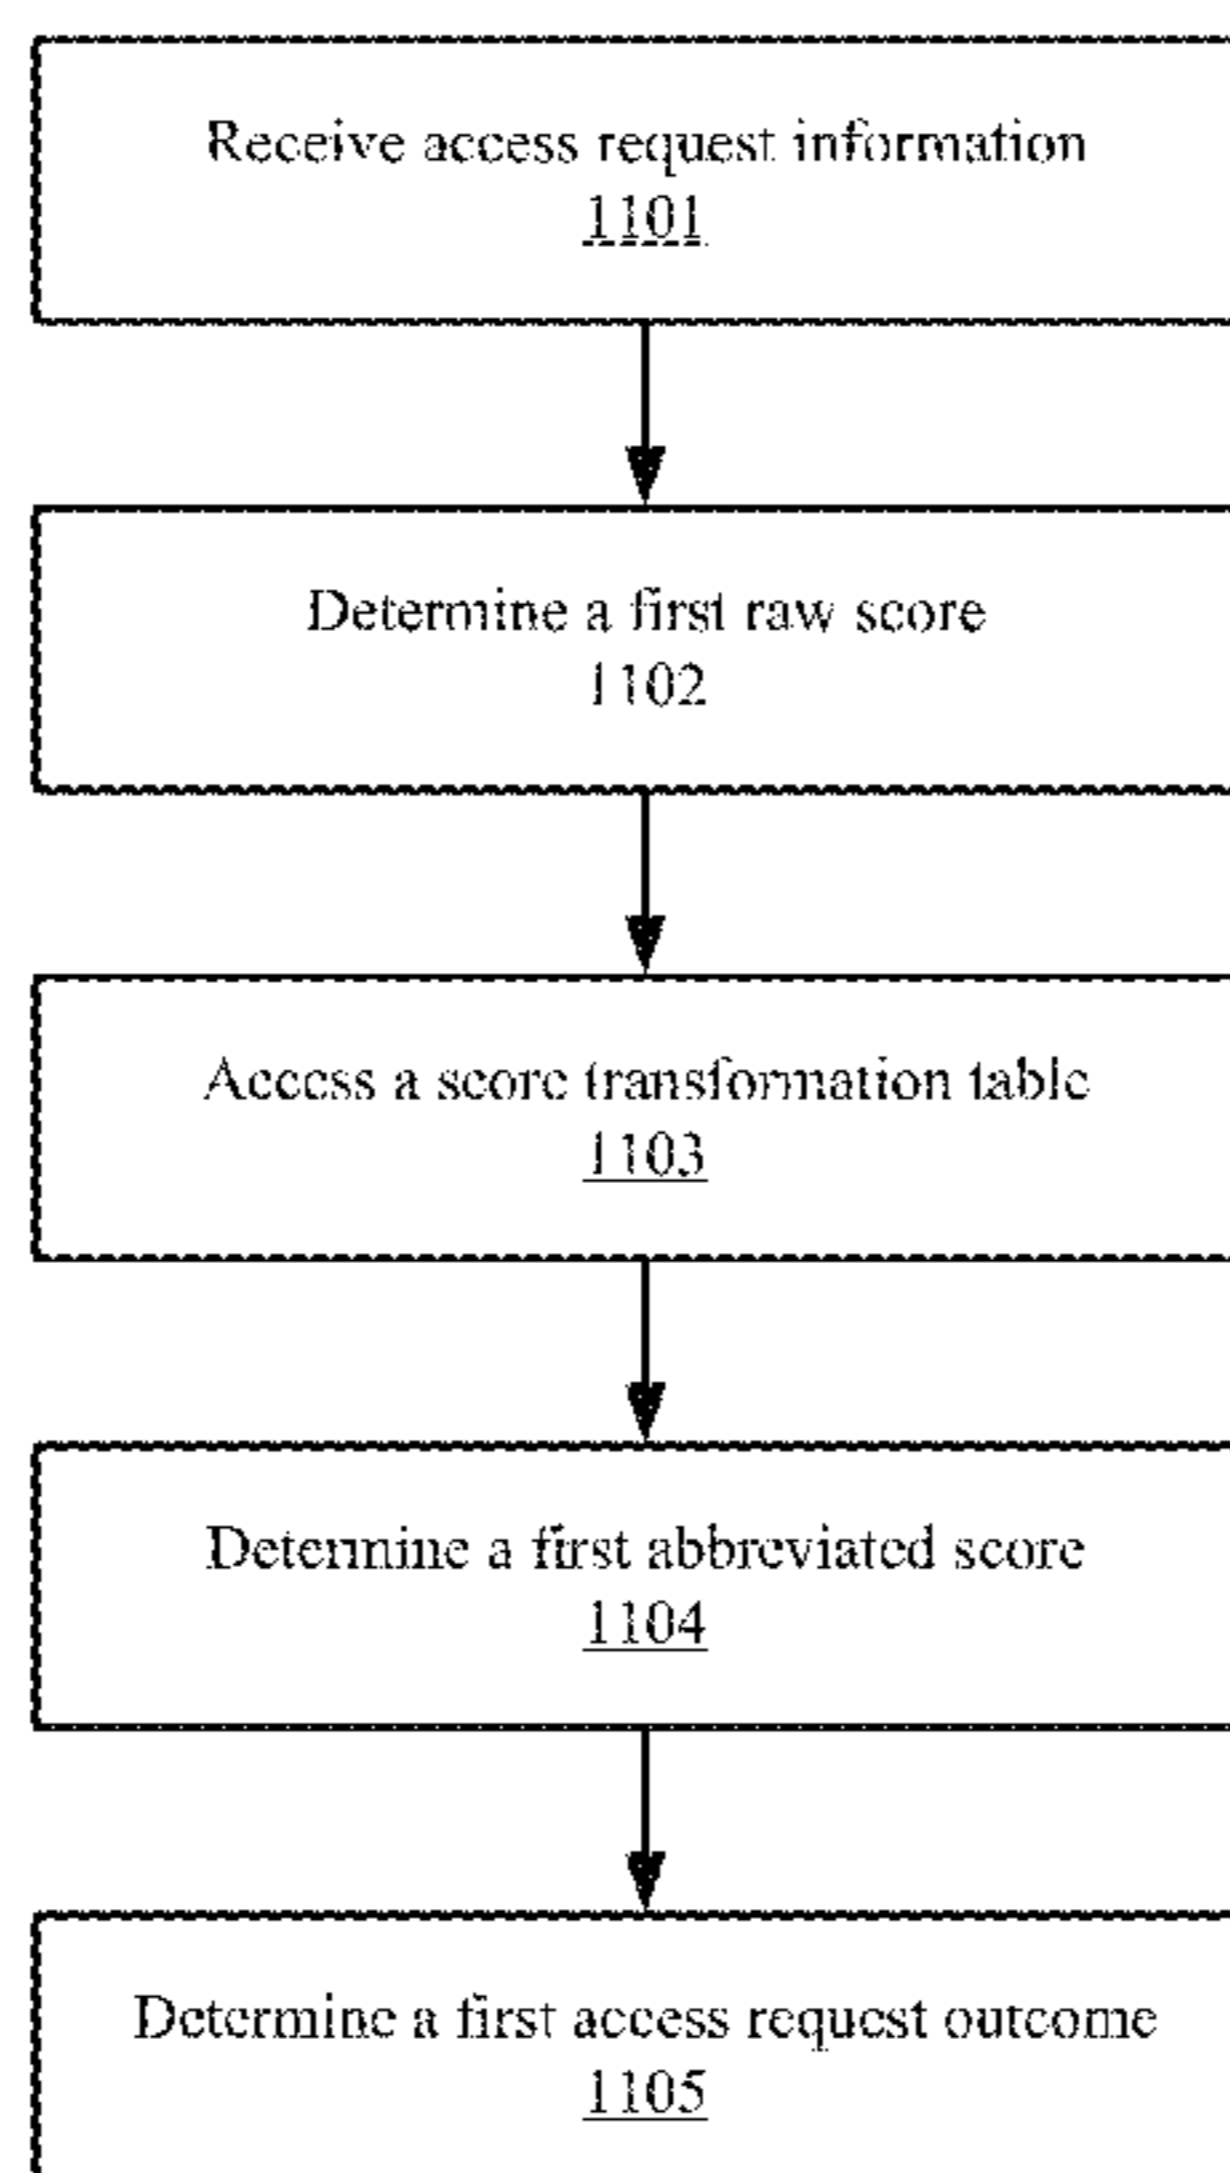 Receive access request information
1101
Determine a first raw score
1102
Access a score transformation table
1103
Determine a first abbreviated score
1104
Determine a first access request outcome
1105